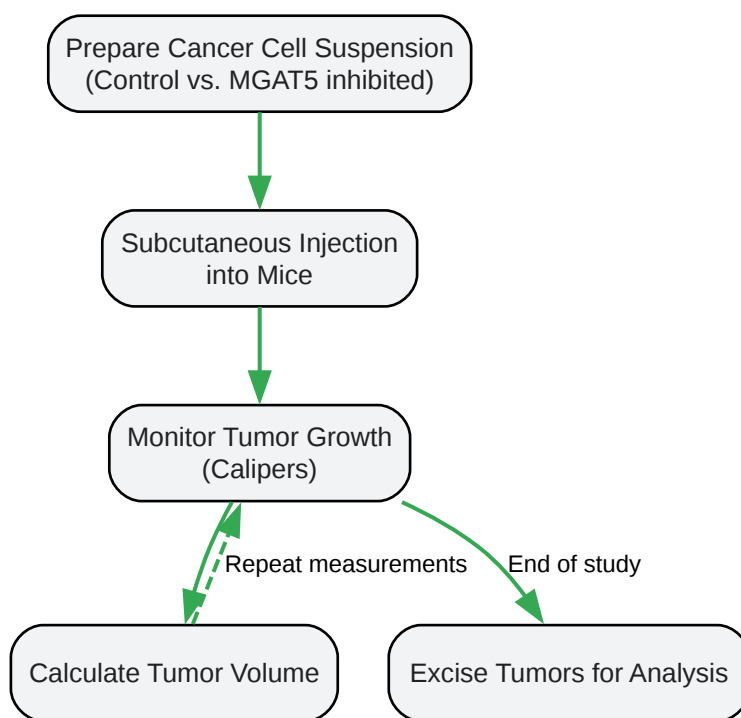 Prepare Cancer Cell Suspension
(Control vs. MGAT5 inhibited)
Subcutaneous Injection
into Mice
Monitor Tumor Growth
(Calipers)
Repeat measurements
End of study
Calculate Tumor Volume
Excise Tumors for Analysis